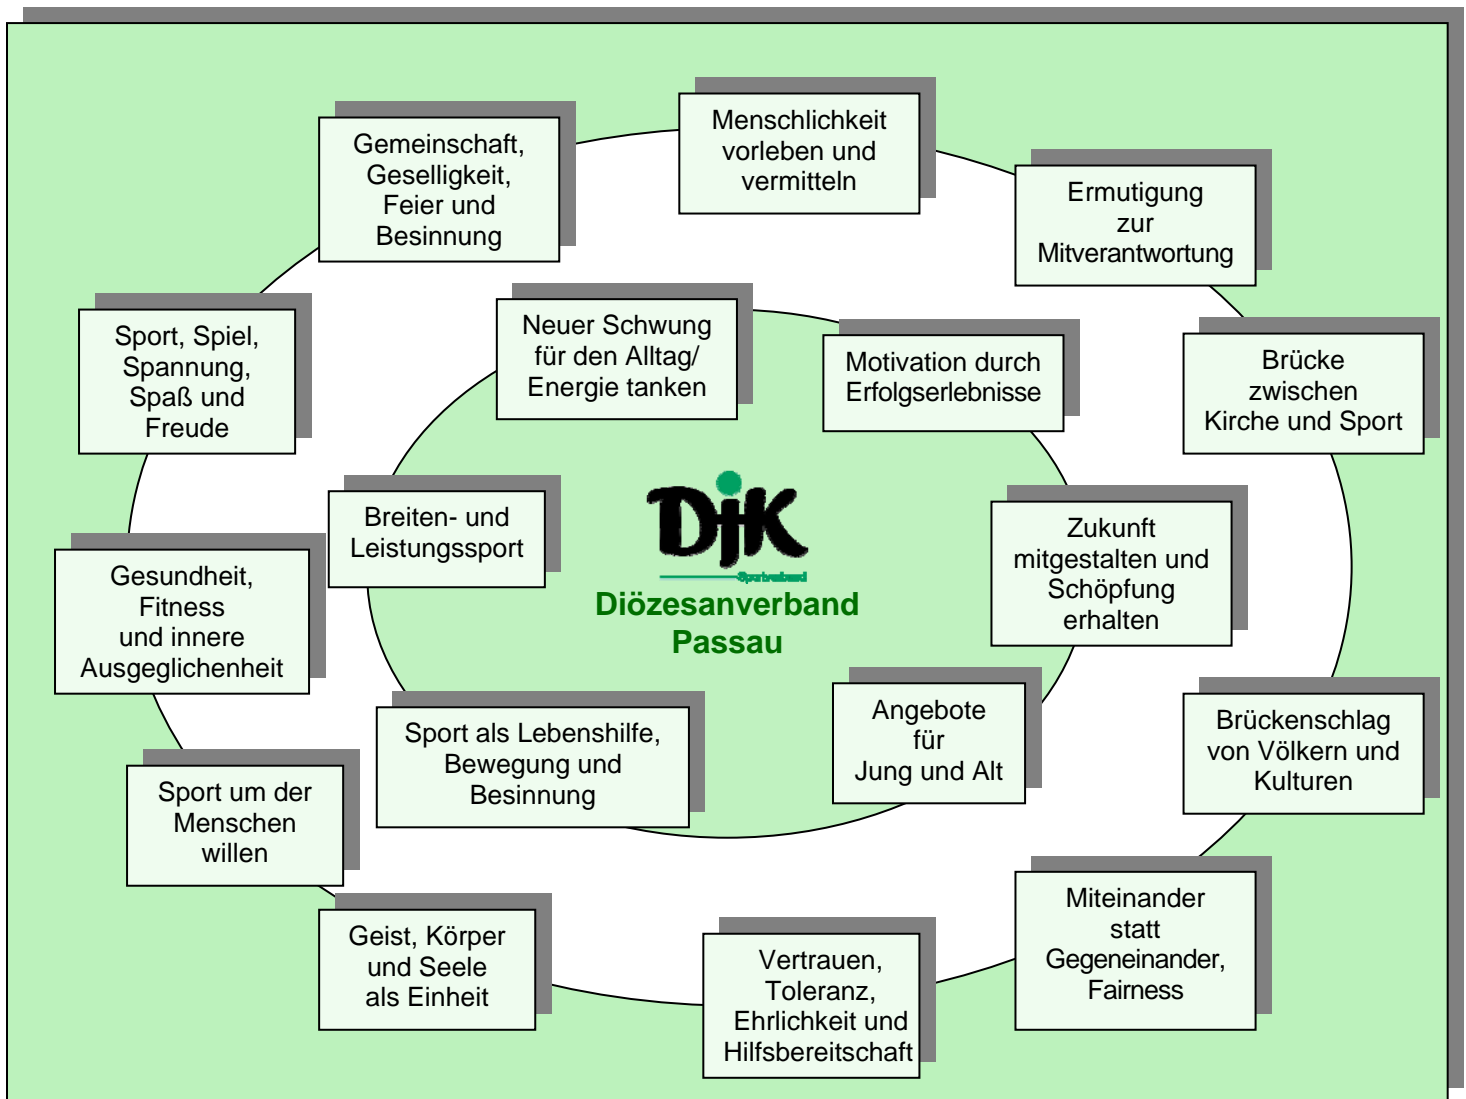 Menschlichkeit
vorleben und
vermitteln
Gemeinschaft,
Geselligkeit,
Feier und
Besinnung
Ermutigung
zur
Mitverantwortung
Sport, Spiel,
Spannung,
Spaß und
Freude
Neuer Schwung
für den Alltag/
Energie tanken
Motivation durch
Erfolgserlebnisse
Brücke
zwischen
Kirche und Sport
Breiten- und
Leistungssport
DjK
Sportverband
Diözesanverband
Passau
Zukunft
mitgestalten und
Schöpfung
erhalten
Gesundheit,
Fitness
und innere
Ausgeglichenheit
Sport als Lebenshilfe,
Bewegung und
Besinnung
Angebote
für
Jung und Alt
Brückenschlag
von Völkern und
Kulturen
Sport um der
Menschen
willen
Geist, Körper
und Seele
als Einheit
Vertrauen,
Toleranz,
Ehrlichkeit und
Hilfsbereitschaft
Miteinander
statt
Gegeneinander,
Fairness